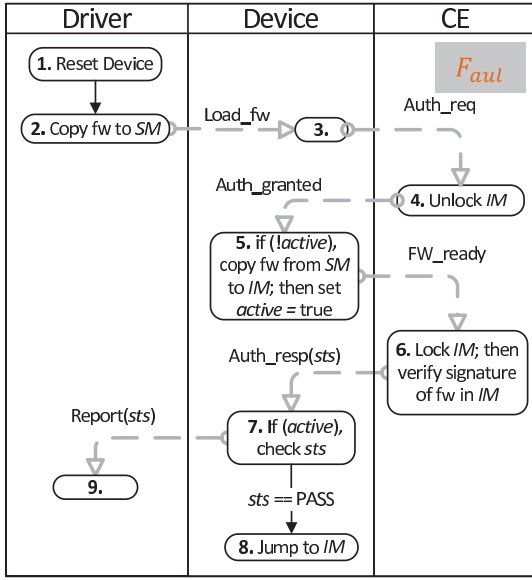 Driver Device CE
F_aul
1. Reset Device
2. Copy fw to SM
Load_fw
3.
Auth_req
4. Unlock IM
Auth_granted
5. if (!active),
copy fw from SM
to IM; then set
active = true
FW_ready
6. Lock IM; then
verify signature
of fw in IM
Auth_resp(sts)
7. If (active),
check sts
Report(sts)
9.
sts == PASS
8. Jump to IM